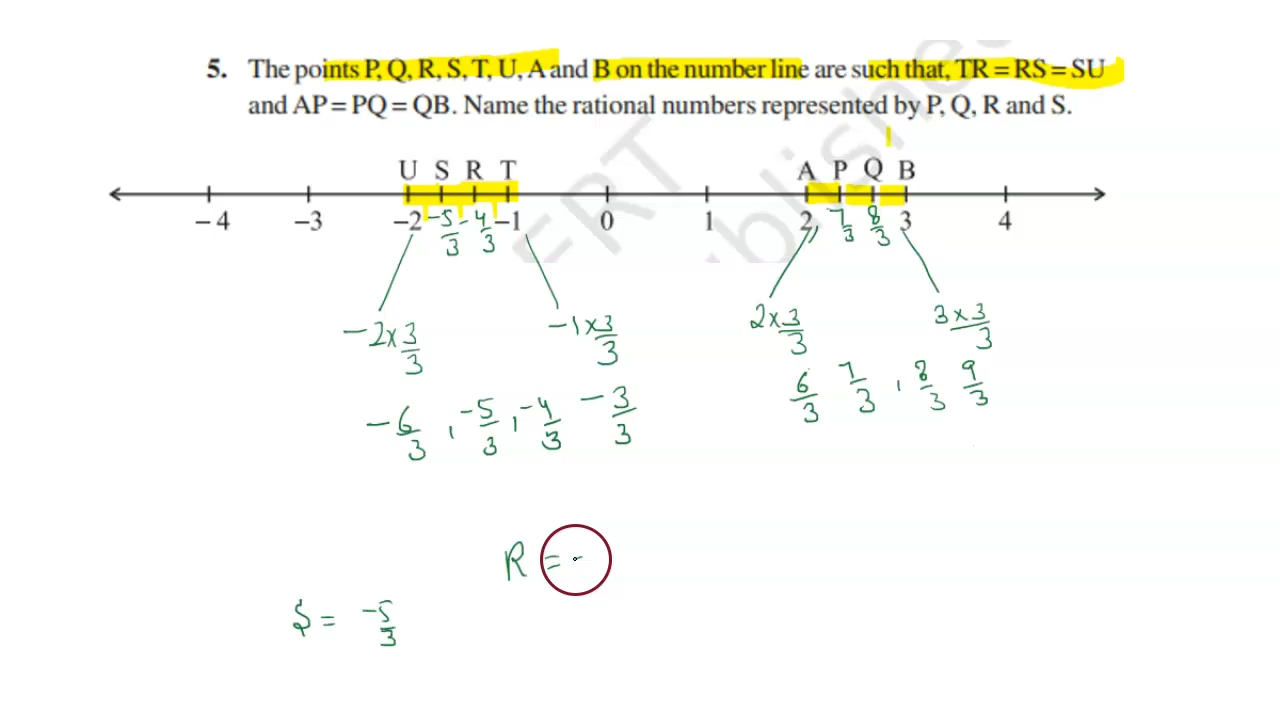 5. The points P, Q, R, S, T, U, A and B on the number line are such that, TR = RS = SU
and AP = PQ = QB. Name the rational numbers represented by P, Q, R and S.
U S R T A P Q B
–4 –3 –2 -5/3 -4/3 –1 0 1 2 7/3 8/3 3 4
-2 x 3/3 -1 x 3/3 2 x 3/3 3 x 3/3
-6/3 , -5/3 , -4/3 -3/3 6/3 7/3 , 8/3 9/3
R = -
S = -5/3